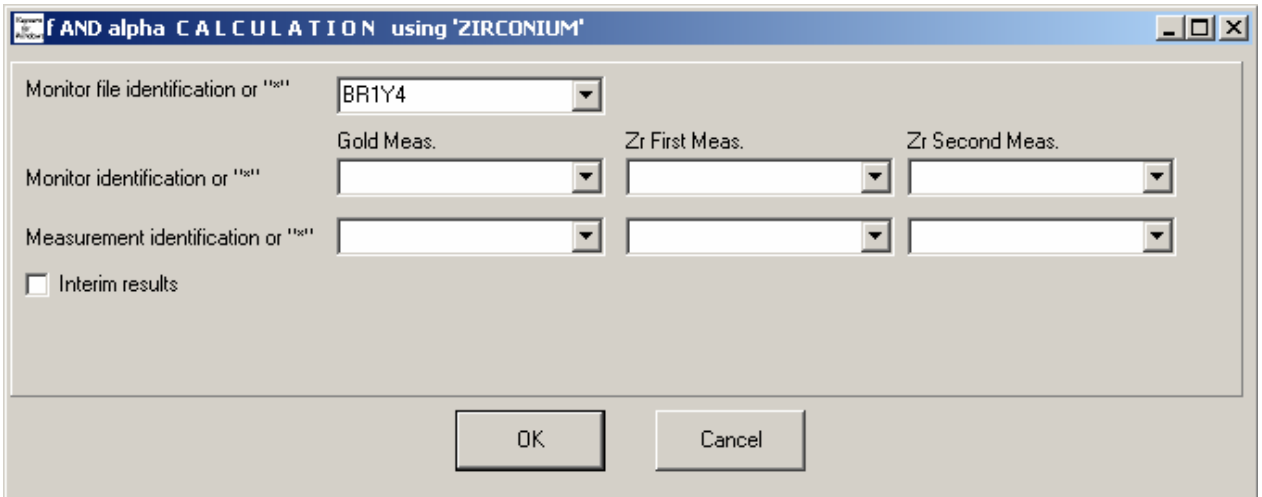 f AND alpha C A L C U L A T I O N using 'ZIRCONIUM'
Monitor file identification or "*" BR1Y4
Gold Meas. Zr First Meas. Zr Second Meas.
Monitor identification or "*"
Measurement identification or "*"
Interim results
OK Cancel